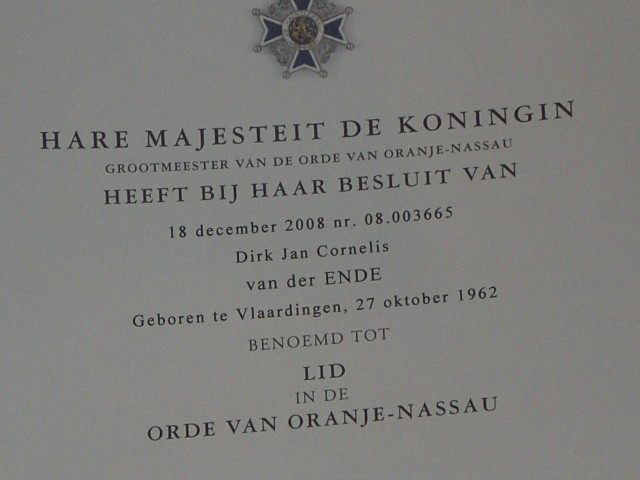 HARE MAJESTEIT DE KONINGIN
GROOTMEESTER VAN DE ORDE VAN ORANJE-NASSAU
HEEFT BIJ HAAR BESLUIT VAN
18 december 2008 nr. 08.003665
Dirk Jan Cornelis
van der ENDE
Geboren te Vlaardingen, 27 oktober 1962
BENOEMD TOT
LID
IN DE
ORDE VAN ORANJE-NASSAU